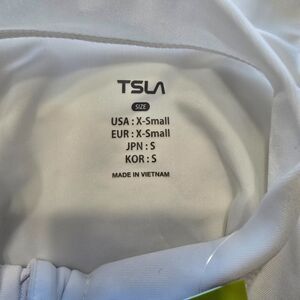 TSLA
SIZE
USA : X-Small
EUR : X-Small
JPN : S
KOR : S
MADE IN VIETNAM